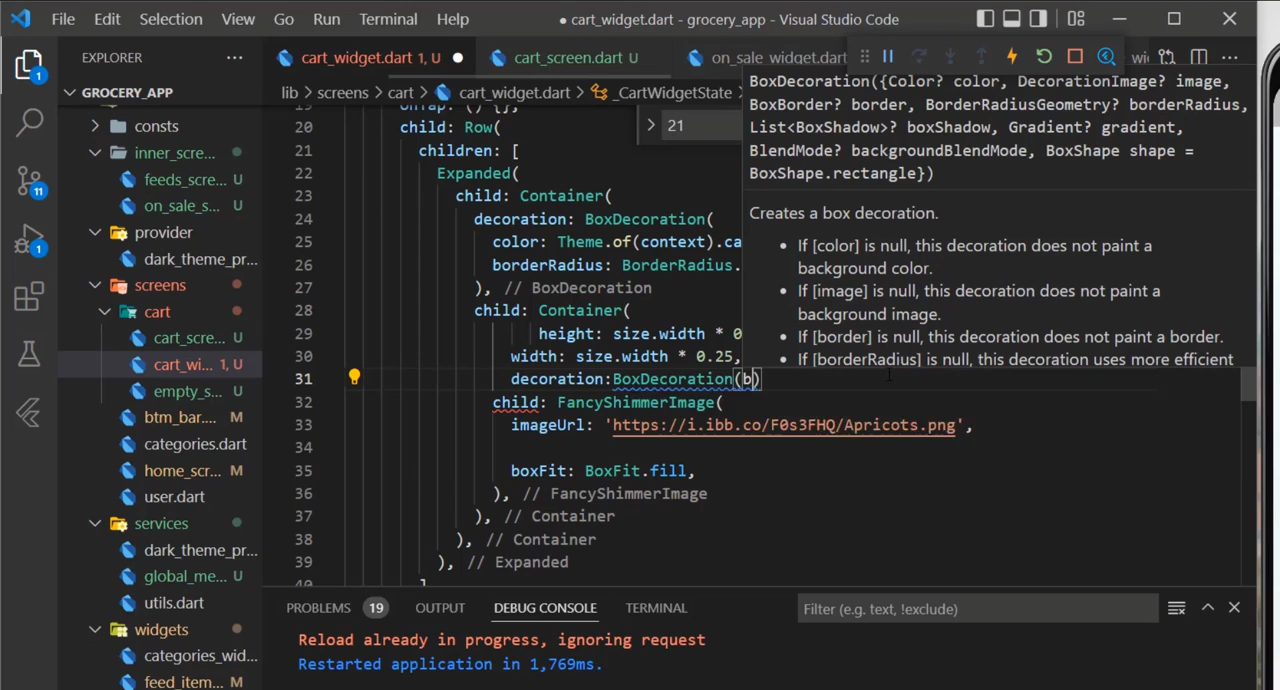 File Edit Selection View Go Run Terminal Help
● cart_widget.dart - grocery_app - Visual Studio Code
EXPLORER
cart_widget.dart 1, U
cart_screen.dart U
on_sale_widget.dart
GROCERY_APP
lib > screens > cart > cart_widget.dart > _CartWidgetState
21
consts
inner_scre...
feeds_scre... U
on_sale_s... U
provider
dark_theme_pr...
screens
cart
cart_scre... U
cart_wi... 1, U
empty_s... U
btm_bar.... M
categories.dart
home_scr... M
user.dart
services
dark_theme_pr...
global_me... U
utils.dart
widgets
categories_wid...
feed_item... M
1
11
1
19 onTap: () {},
20 child: Row(
21 children: [
22 Expanded(
23 child: Container(
24 decoration: BoxDecoration(
25 color: Theme.of(context).ca
26 borderRadius: BorderRadius.
27 ), // BoxDecoration
28 child: Container(
29 height: size.width * 0
30 width: size.width * 0.25,
31 decoration:BoxDecoration(b)
32 child: FancyShimmerImage(
33 imageUrl: 'https://i.ibb.co/F0s3FHQ/Apricots.png',
34
35 boxFit: BoxFit.fill,
36 ), // FancyShimmerImage
37 ), // Container
38 ), // Container
39 ), // Expanded
40 ]
BoxDecoration({Color? color, DecorationImage? image,
BoxBorder? border, BorderRadiusGeometry? borderRadius,
List<BoxShadow>? boxShadow, Gradient? gradient,
BlendMode? backgroundBlendMode, BoxShape shape =
BoxShape.rectangle})
Creates a box decoration.
• If [color] is null, this decoration does not paint a
background color.
• If [image] is null, this decoration does not paint a
background image.
• If [border] is null, this decoration does not paint a border.
• If [borderRadius] is null, this decoration uses more efficient
PROBLEMS 19 OUTPUT DEBUG CONSOLE TERMINAL
Filter (e.g. text, !exclude)
Reload already in progress, ignoring request
Restarted application in 1,769ms.